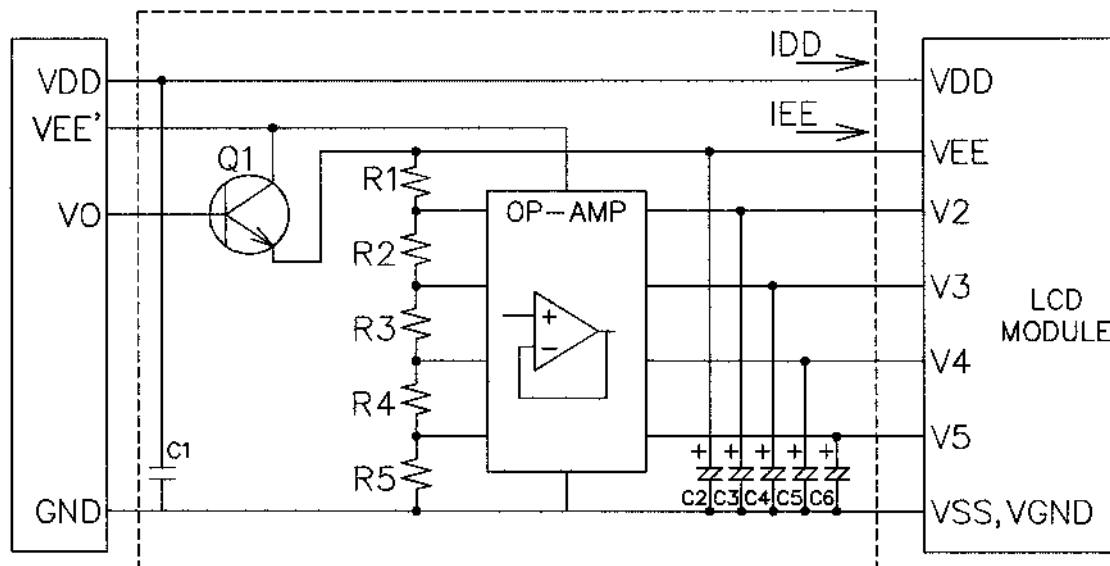 IDD
VDD
VDD
IEE
VEE'
VEE
Q1
R1
VO
OP-AMP
V2
R2
V3
LCD
MODULE
+
R3
−
V4
R4
V5
C1
+ + + + +
R5
C2 C3 C4 C5 C6
GND
VSS,VGND